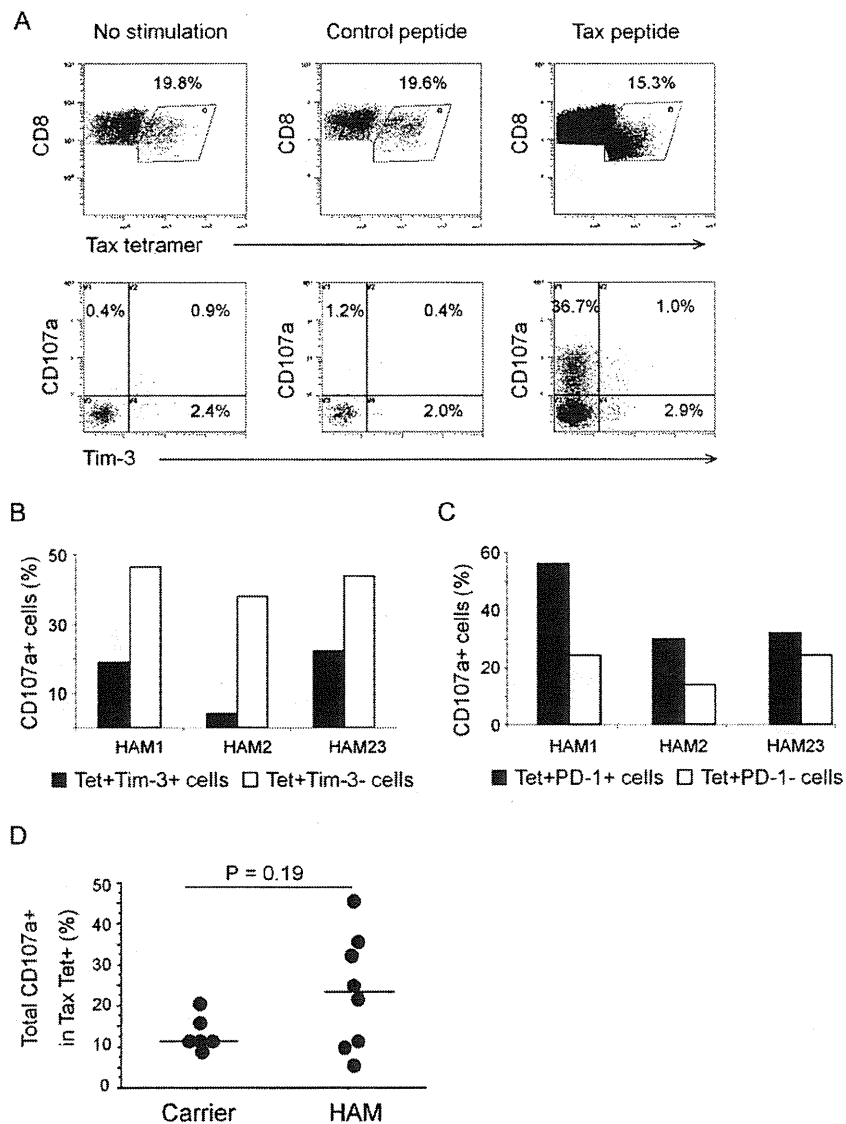 A
No stimulation
Control peptide
Tax peptide
19.8%
19.6%
15.3%
CD8
CD8
CD8
Tax tetramer
0.4%
0.9%
2.4%
1.2%
0.4%
2.0%
36.7%
1.0%
2.9%
CD107a
CD107a
CD107a
Tim-3
B
CD107a+ cells (%)
50
30
10
HAM1
HAM2
HAM23
Tet+Tim-3+ cells
Tet+Tim-3- cells
C
CD107a+ cells (%)
60
40
20
0
HAM1
HAM2
HAM23
Tet+PD-1+ cells
Tet+PD-1- cells
D
P = 0.19
Total CD107a+
in Tax Tet+ (%)
50
40
30
20
10
0
Carrier
HAM